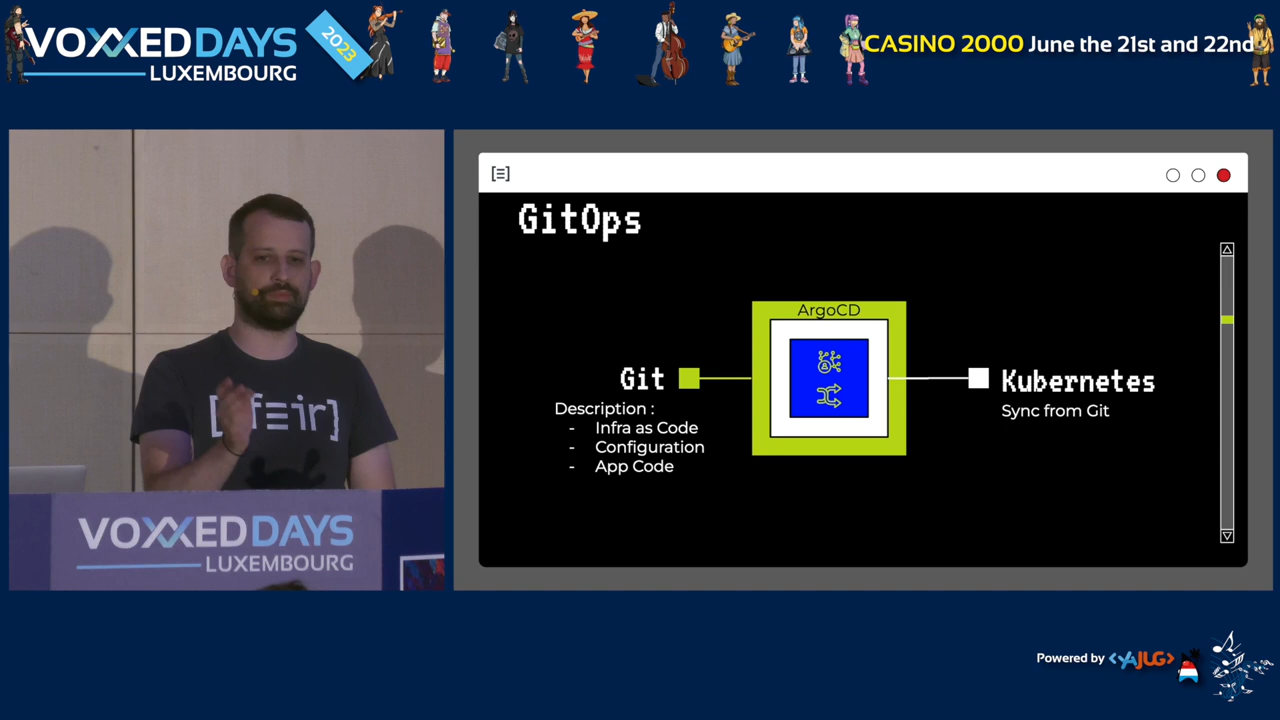 VOXXEDDAYS
LUXEMBOURG
2023
CASINO 2000 June the 21st and 22nd
GitOps
ArgoCD
Git
Description :
- Infra as Code
- Configuration
- App Code
Kubernetes
Sync from Git
[fΞir]
VOXXEDDAYS
LUXEMBOURG
Powered by <YAJUG>